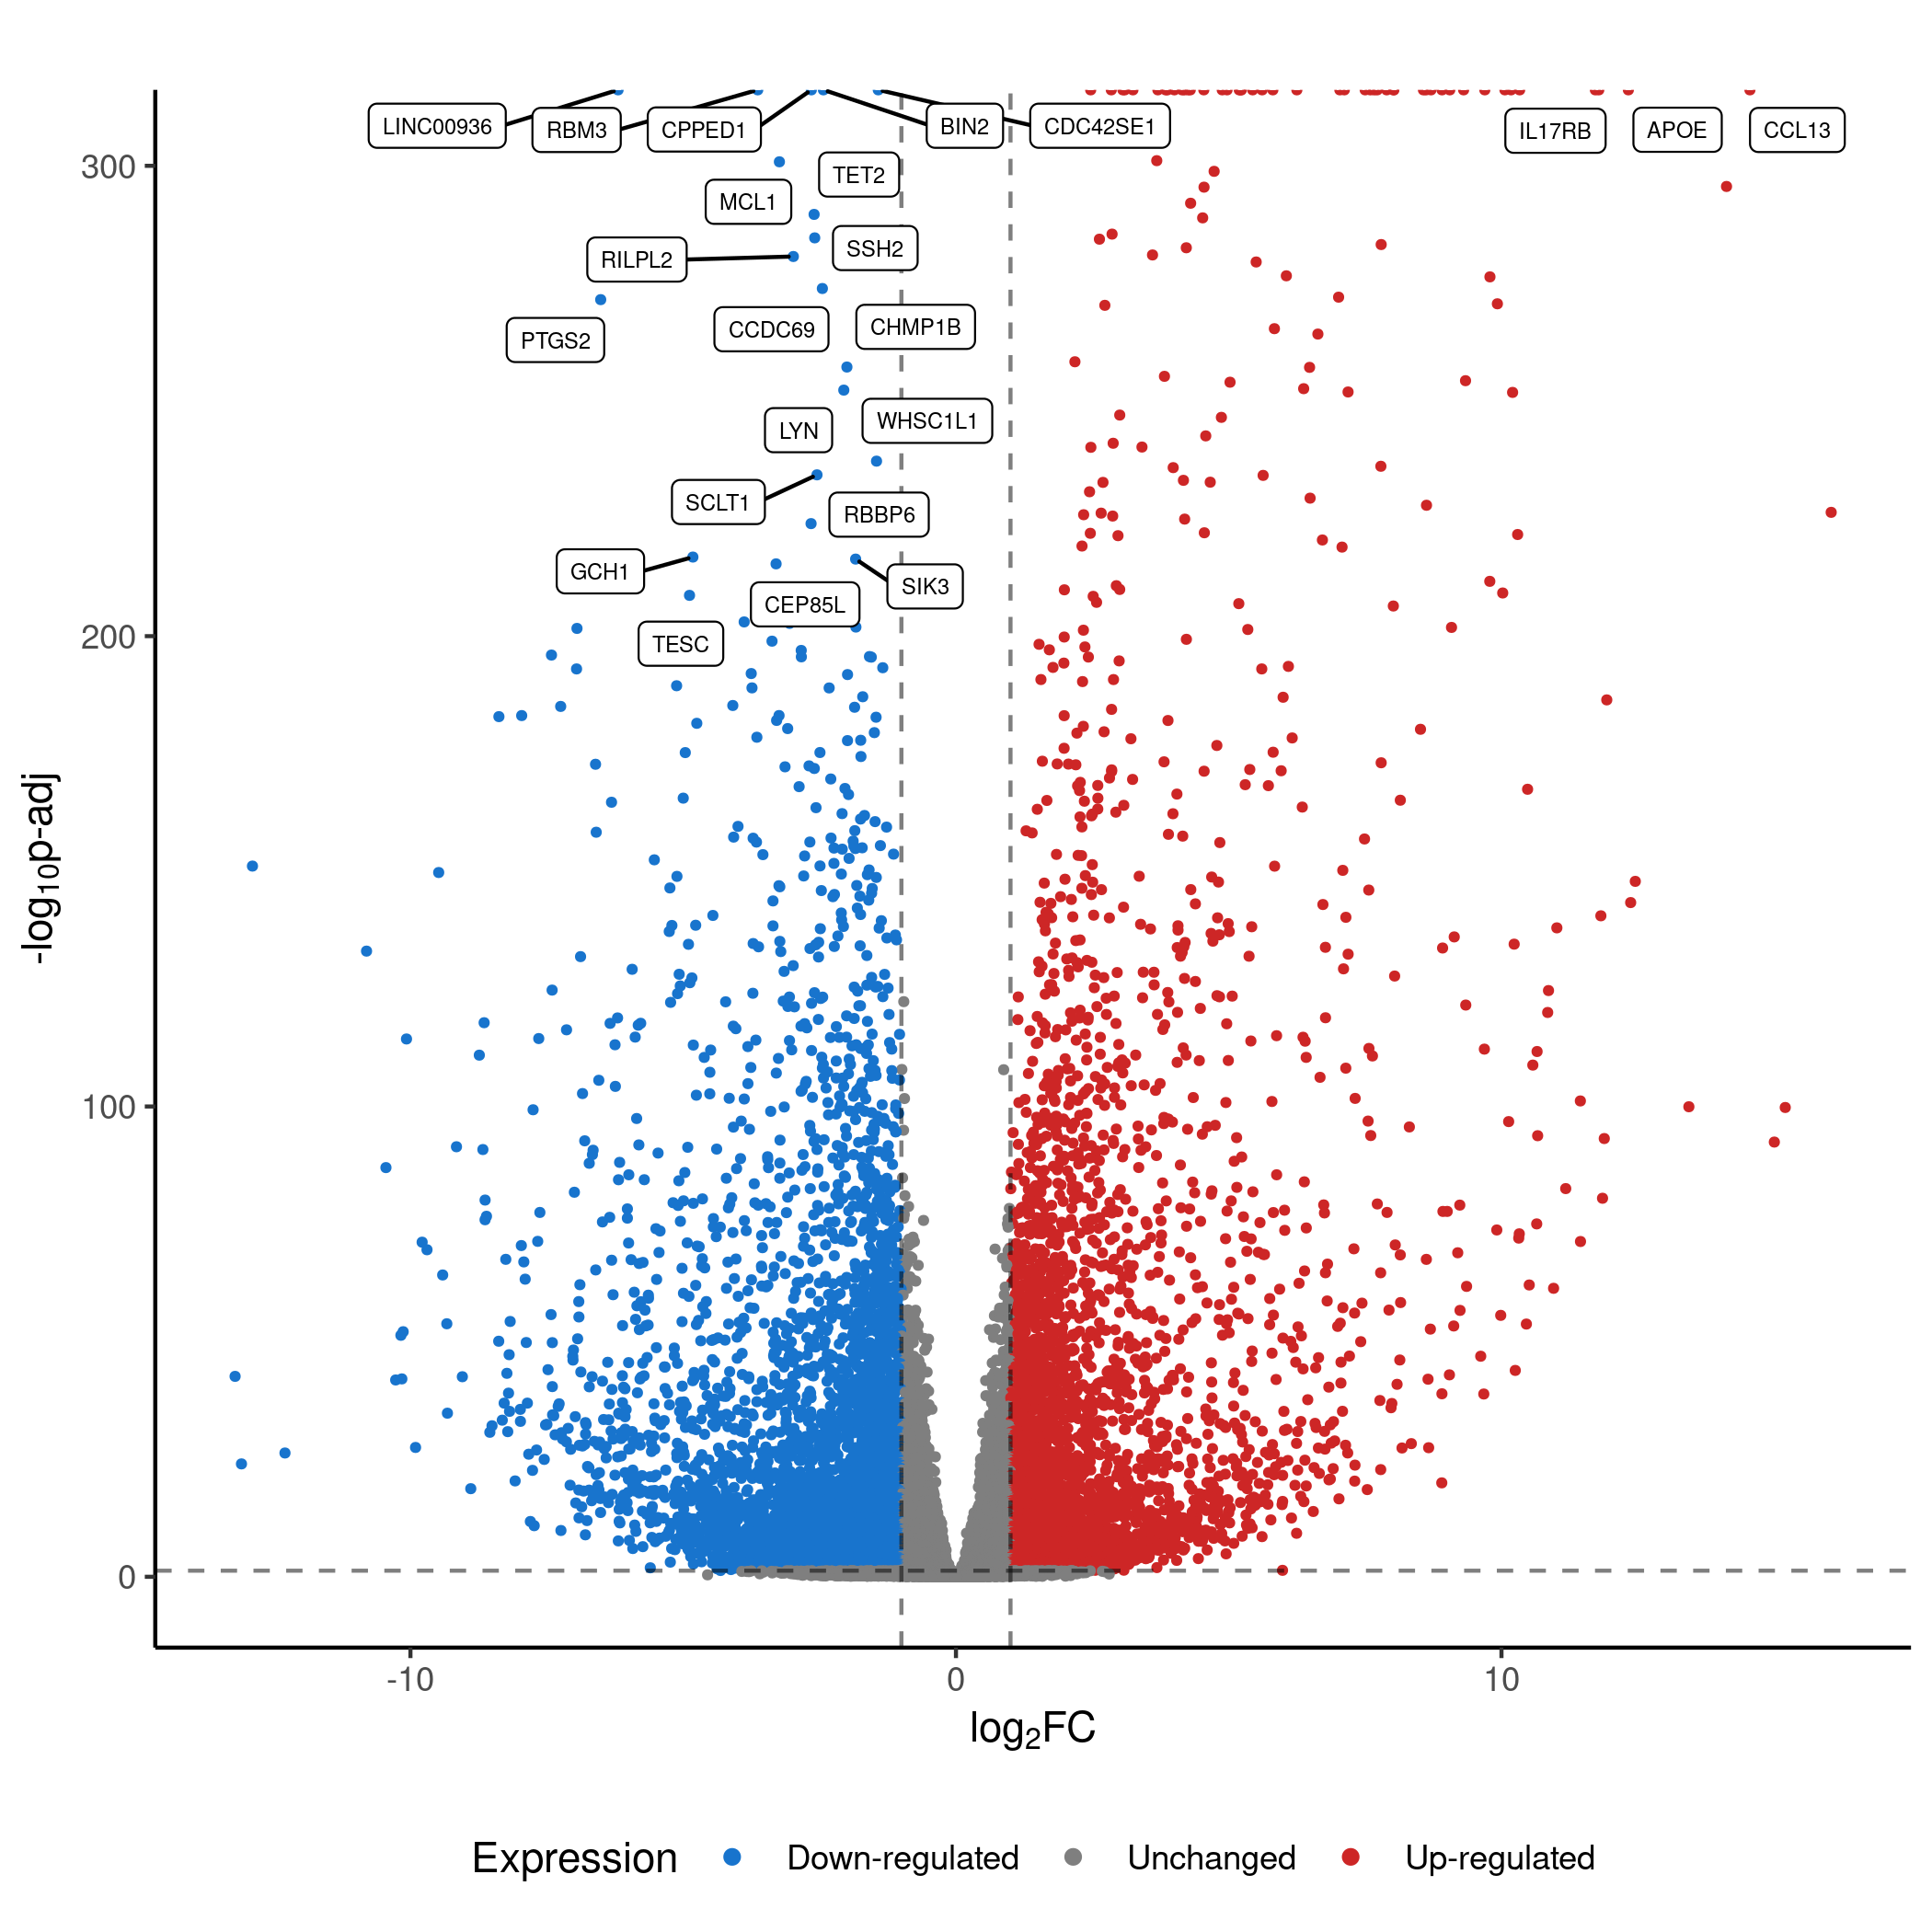 LINC00936
RBM3
CPPED1
BIN2
CDC42SE1
IL17RB
APOE
CCL13
300
TET2
MCL1
SSH2
RILPL2
CHMP1B
CCDC69
PTGS2
WHSC1L1
LYN
SCLT1
RBBP6
GCH1
SIK3
CEP85L
200
TESC
-log10p-adj
100
0
-10 0 10
log2FC
Expression Down-regulated Unchanged Up-regulated